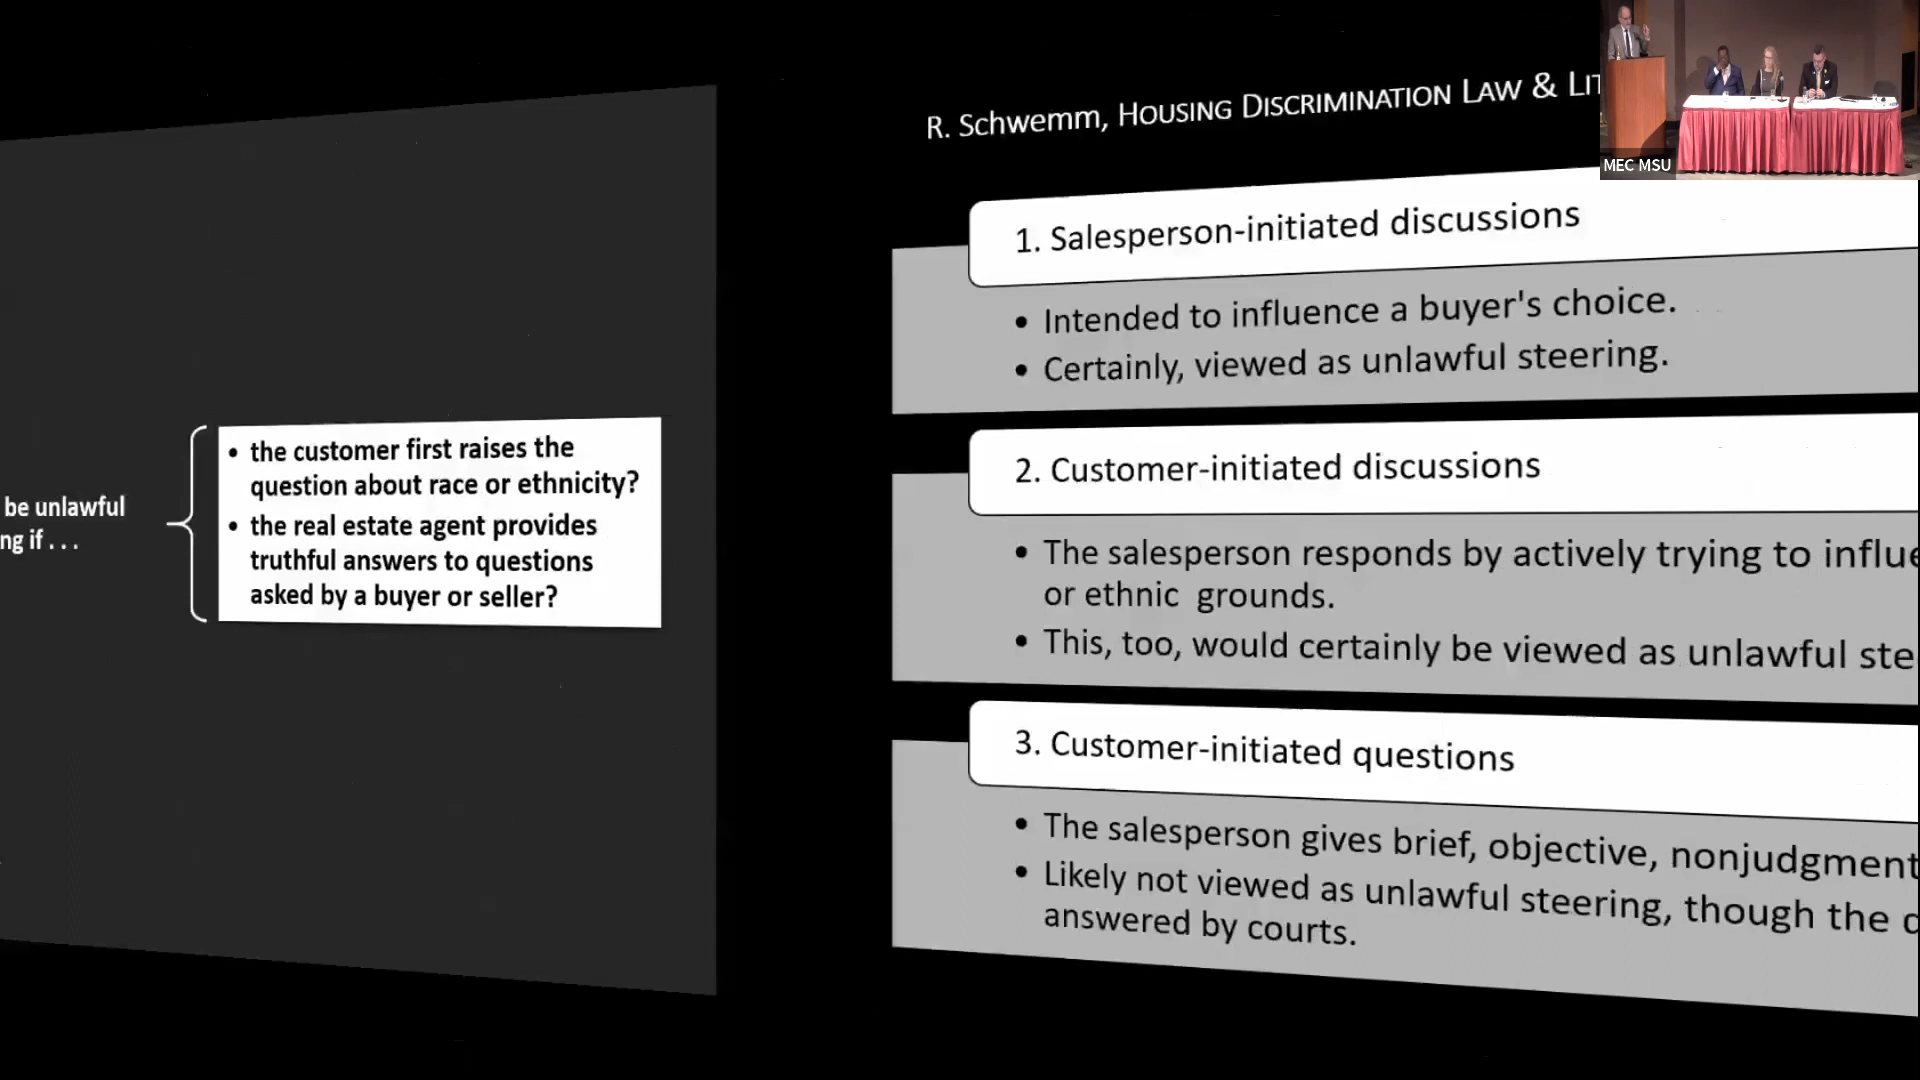 be unlawful
ng if . . .
• the customer first raises the
question about race or ethnicity?
• the real estate agent provides
truthful answers to questions
asked by a buyer or seller?
R. Schwemm, HOUSING DISCRIMINATION LAW & LIT
MEC MSU
1. Salesperson-initiated discussions
• Intended to influence a buyer's choice.
• Certainly, viewed as unlawful steering.
2. Customer-initiated discussions
• The salesperson responds by actively trying to influe
or ethnic grounds.
• This, too, would certainly be viewed as unlawful ste
3. Customer-initiated questions
• The salesperson gives brief, objective, nonjudgment
• Likely not viewed as unlawful steering, though the
answered by courts.